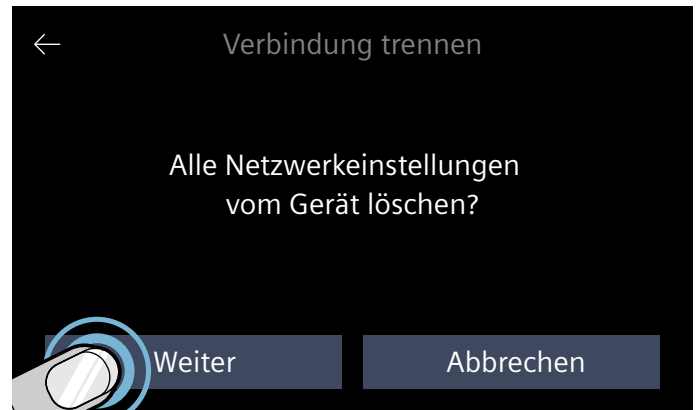 Verbindung trennen
Alle Netzwerkeinstellungen
vom Gerät löschen?
Weiter
Abbrechen